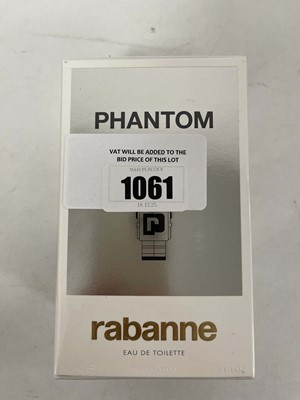 PHANTOM
VAT WILL BE ADDED TO THE
BID PRICE OF THIS LOT
1061
P
rabanne
EAU DE TOILETTE